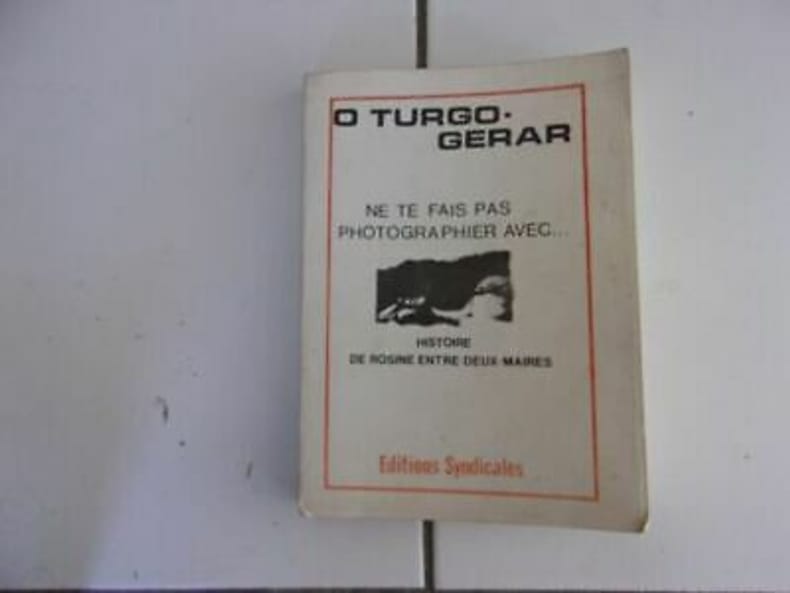 O TURGO-
GERAR
NE TE FAIS PAS
PHOTOGRAPHIER AVEC...
HISTOIRE
DE ROSINE ENTRE DEUX MAIRES
Editions Syndicales